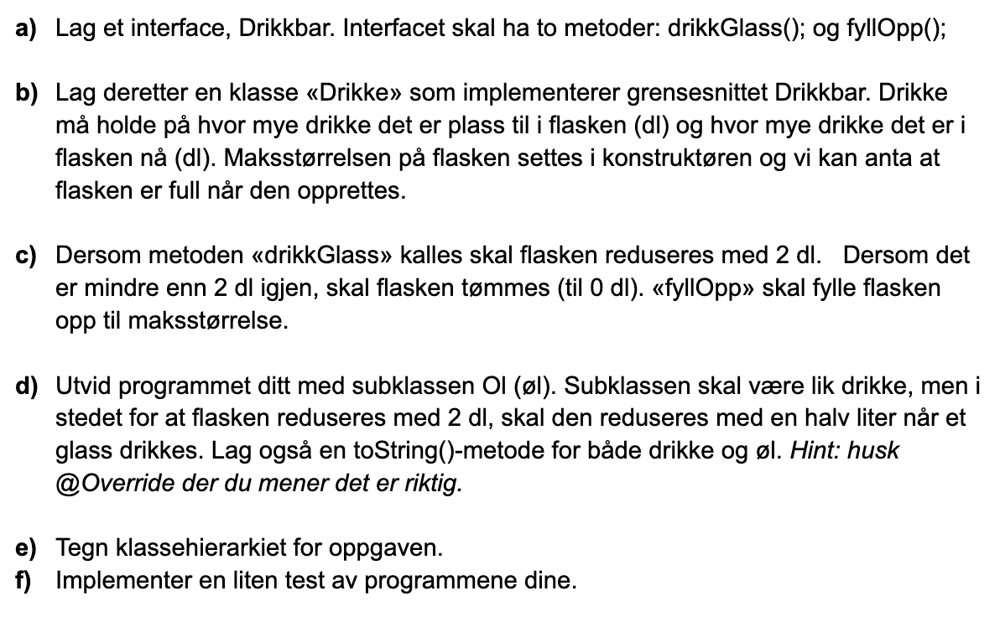 a) Lag et interface, Drikkbar. Interfacet skal ha to metoder: drikkGlass(); og fyllOpp();
b) Lag deretter en klasse «Drikke» som implementerer grensesnittet Drikkbar. Drikke
må holde på hvor mye drikke det er plass til i flasken (dl) og hvor mye drikke det er i
flasken nå (dl). Maksstørrelsen på flasken settes i konstruktøren og vi kan anta at
flasken er full når den opprettes.
c) Dersom metoden «drikkGlass» kalles skal flasken reduseres med 2 dl. Dersom det
er mindre enn 2 dl igjen, skal flasken tømmes (til 0 dl). «fyllOpp» skal fylle flasken
opp til maksstørrelse.
d) Utvid programmet ditt med subklassen Ol (øl). Subklassen skal være lik drikke, men i
stedet for at flasken reduseres med 2 dl, skal den reduseres med en halv liter når et
glass drikkes. Lag også en toString()-metode for både drikke og øl. Hint: husk
@Override der du mener det er riktig.
e) Tegn klassehierarkiet for oppgaven.
f) Implementer en liten test av programmene dine.